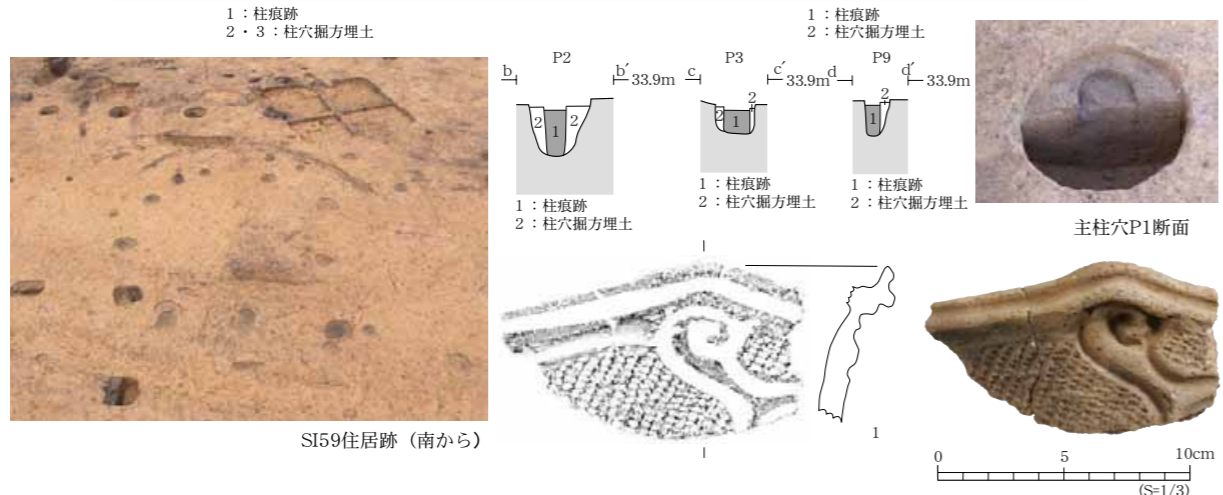 1：柱痕跡
2・3：柱穴掘方埋土
1：柱痕跡
2：柱穴掘方埋土
P2
P3
P9
b
b′
33.9m
c
c′
33.9m
d
d′
33.9m
2
1
2
2
1
2
2
1
1：柱痕跡
2：柱穴掘方埋土
1：柱痕跡
2：柱穴掘方埋土
1：柱痕跡
2：柱穴掘方埋土
主柱穴P1断面
SI59住居跡（南から）
1
0 5 10cm
(S=1/3)